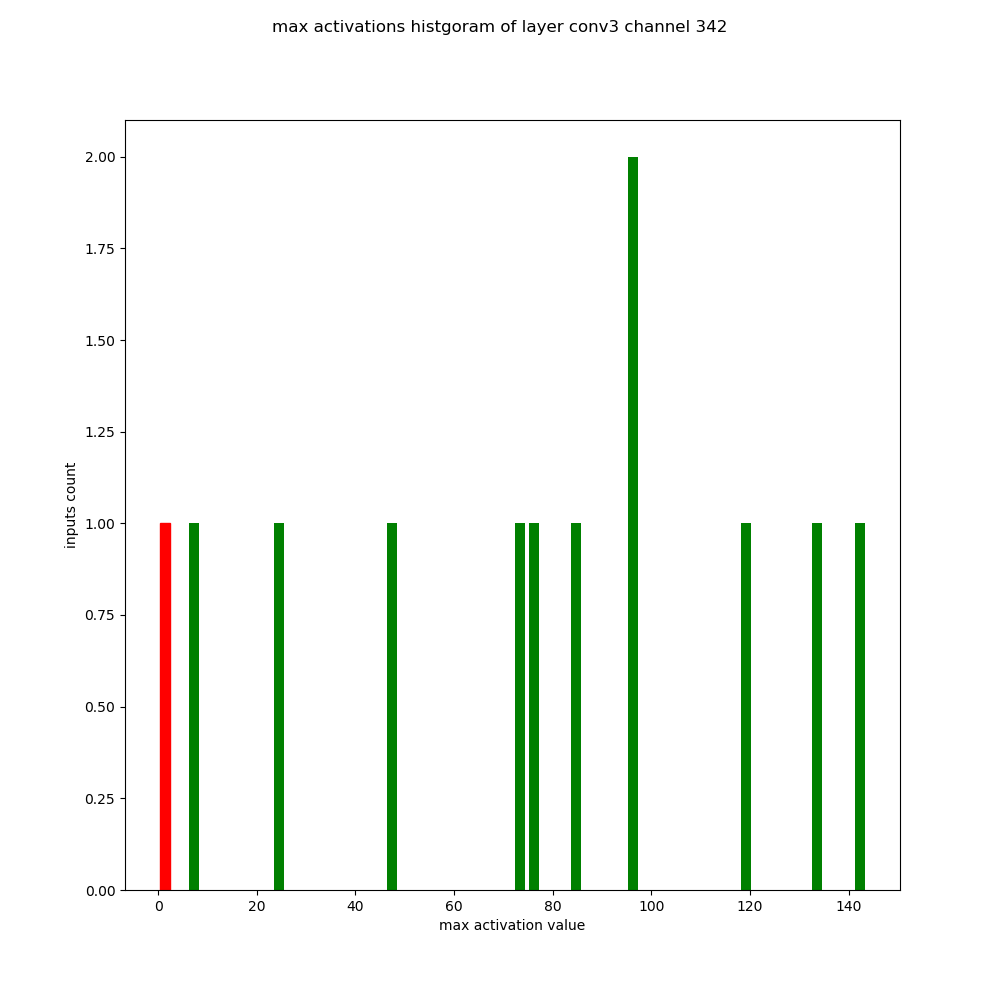 max activations histgoram of layer conv3 channel 342
2.00
1.75
1.50
1.25
1.00
0.75
0.50
0.25
0.00
inputs count
0 20 40 60 80 100 120 140
max activation value